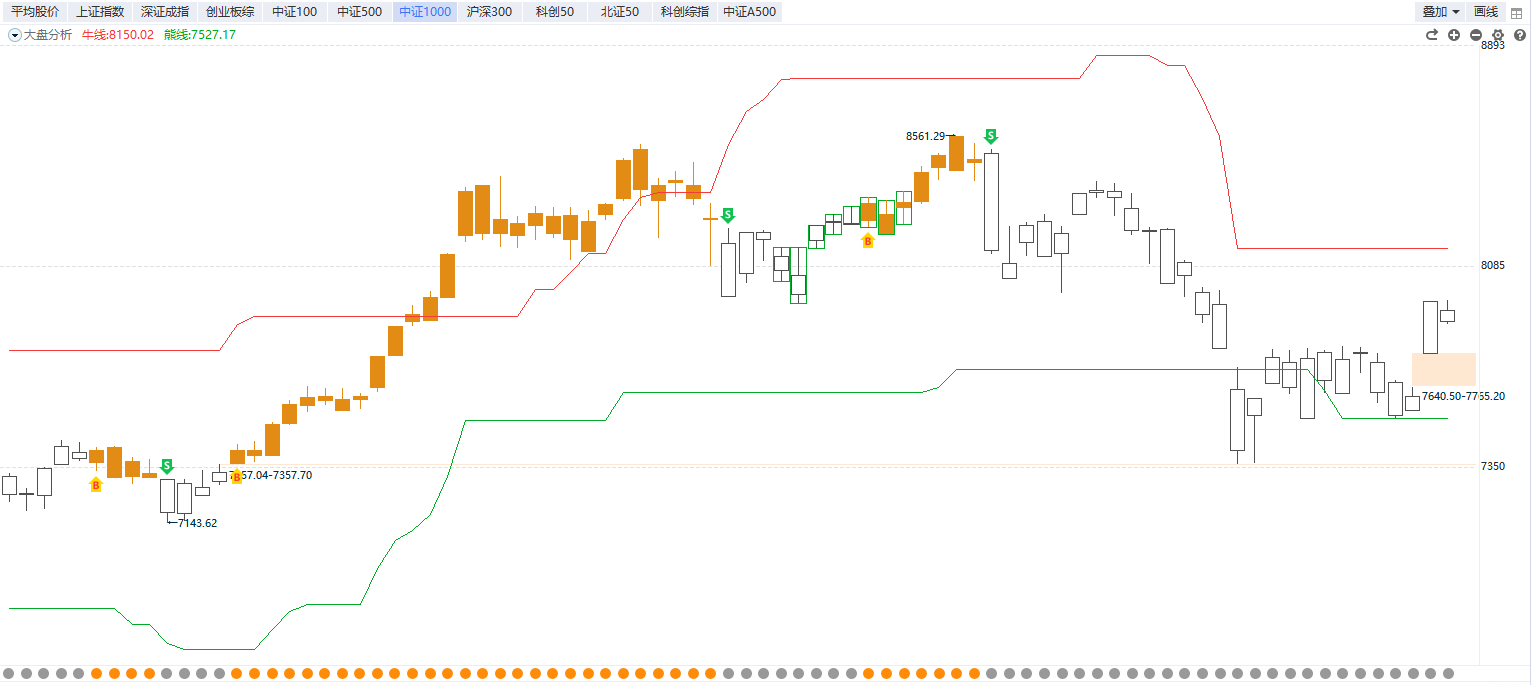 平均股价 上证指数 深证成指 创业板综 中证100 中证500 中证1000 沪深300 科创50 北证50 科创综指 中证A500 叠加 画线
大盘分析 牛线:8150.02 熊线:7527.17
8893
8561.29
S
S
B
8085
7640.50-7755.20
S
7350
B
B
7357.04-7357.70
7143.62